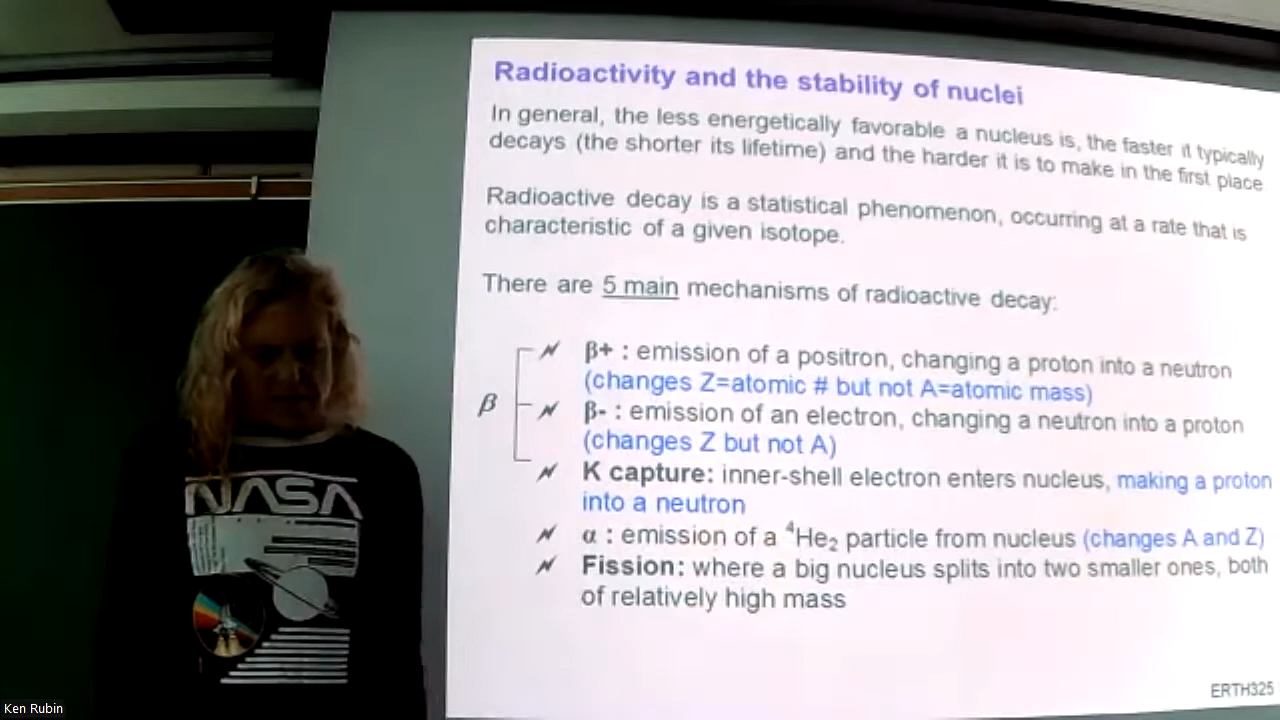 Radioactivity and the stability of nuclei
In general, the less energetically favorable a nucleus is, the faster it typically
decays (the shorter its lifetime) and the harder it is to make in the first place
Radioactive decay is a statistical phenomenon, occurring at a rate that is
characteristic of a given isotope.
There are 5 main mechanisms of radioactive decay:
β+ : emission of a positron, changing a proton into a neutron
(changes Z=atomic # but not A=atomic mass)
β
β- : emission of an electron, changing a neutron into a proton
(changes Z but not A)
K capture: inner-shell electron enters nucleus, making a proton
into a neutron
α : emission of a ⁴He₂ particle from nucleus (changes A and Z)
Fission: where a big nucleus splits into two smaller ones, both
of relatively high mass
ERTH325
NASA
Ken Rubin